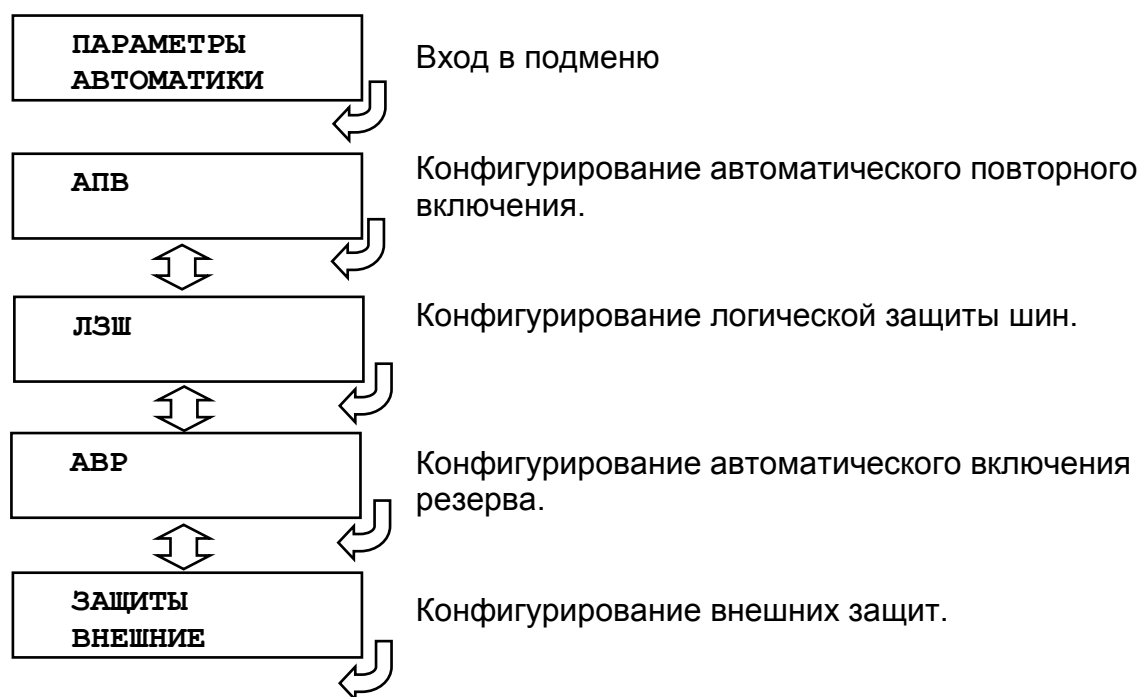 ПАРАМЕТРЫ
АВТОМАТИКИ
Вход в подменю
АПВ
Конфигурирование автоматического повторного
включения.
ЛЗШ
Конфигурирование логической защиты шин.
АВР
Конфигурирование автоматического включения
резерва.
ЗАЩИТЫ
ВНЕШНИЕ
Конфигурирование внешних защит.